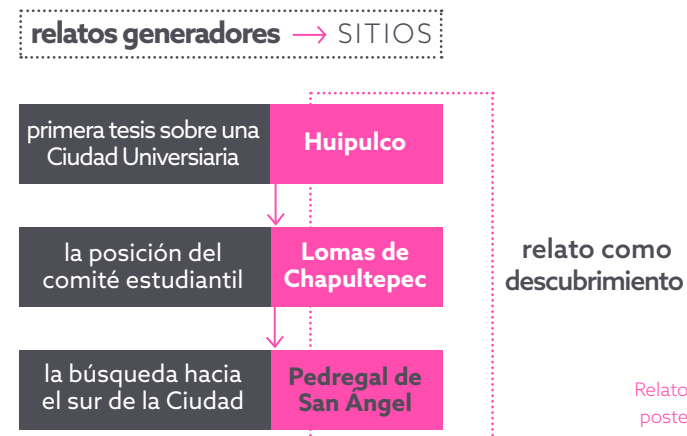 relatos generadores → SITIOS
primera tesis sobre una
Ciudad Universiaria
Huipulco
la posición del
comité estudiantil
Lomas de
Chapultepec
relato como
descubrimiento
la búsqueda hacia
el sur de la Ciudad
Pedregal de
San Ángel
Relato
poste